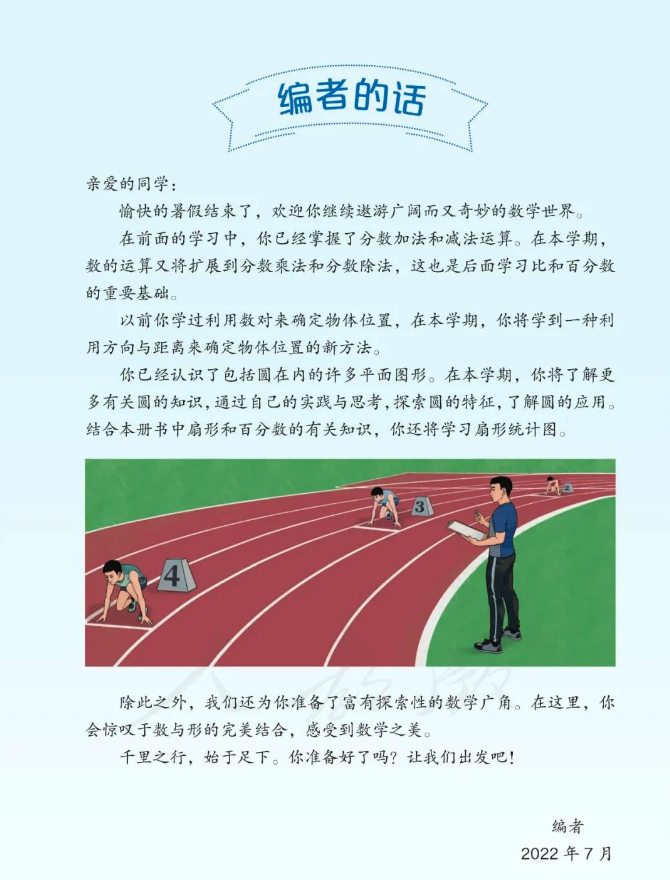 编者的话
亲爱的同学：
愉快的暑假结束了，欢迎你继续遨游广阔而又奇妙的数学世界。
在前面的学习中，你已经掌握了分数加法和减法运算。在本学期，
数的运算又将扩展到分数乘法和分数除法，这也是后面学习比和百分数
的重要基础。
以前你学过利用数对来确定物体位置，在本学期，你将学到一种利
用方向与距离来确定物体位置的新方法。
你已经认识了包括圆在内的许多平面图形。在本学期，你将了解更
多有关圆的知识，通过自己的实践与思考，探索圆的特征，了解圆的应用。
结合本册书中扇形和百分数的有关知识，你还将学习扇形统计图。
2
3
4
除此之外，我们还为你准备了富有探索性的数学广角。在这里，你
会惊叹于数与形的完美结合，感受到数学之美。
千里之行，始于足下。你准备好了吗？让我们出发吧！
编者
2022 年 7 月